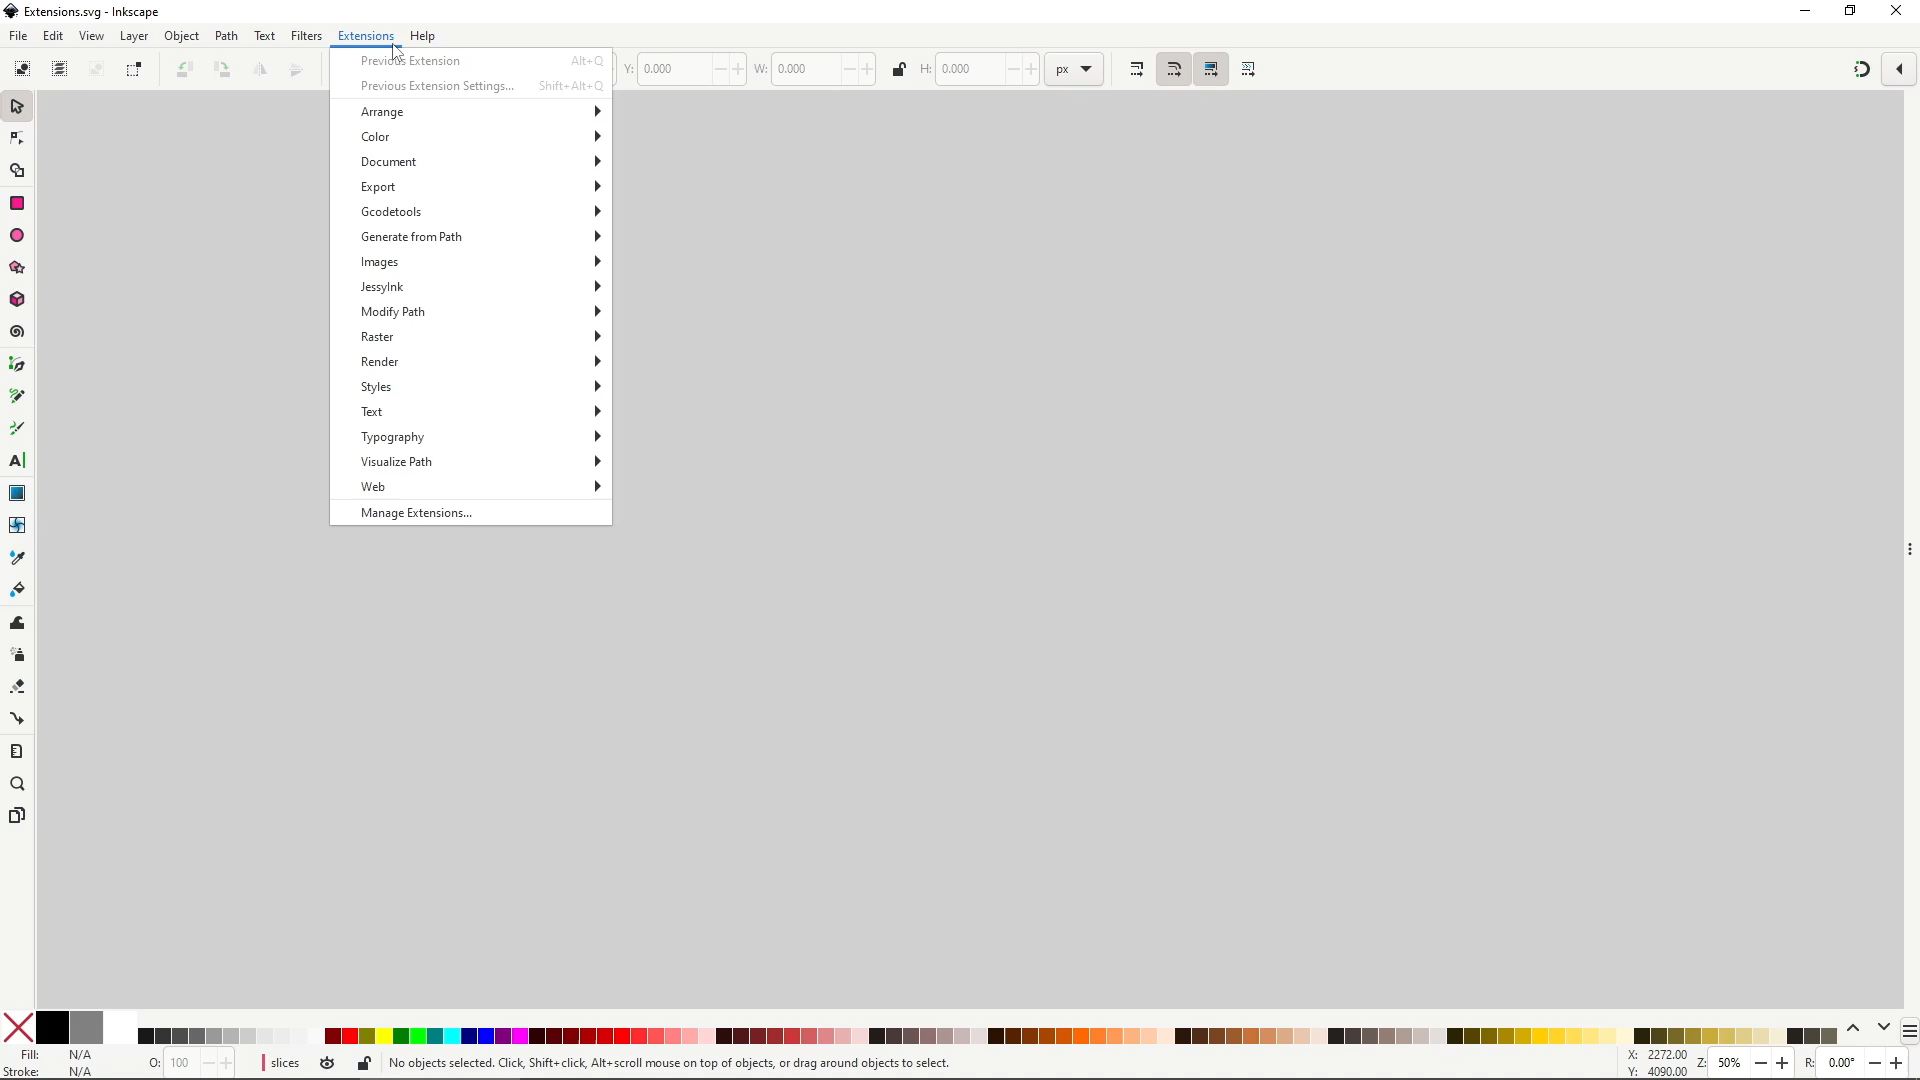 Extensions.svg - Inkscape
File Edit View Layer Object Path Text Filters Extensions Help
Previous Extension Alt+Q
Y: 0.000 W: 0.000 H: 0.000 px
Previous Extension Settings... Shift+Alt+Q
Arrange
Color
Document
Export
Gcodetools
Generate from Path
Images
JessyInk
Modify Path
Raster
Render
Styles
Text
Typography
Visualize Path
Web
Manage Extensions...
Fill: N/A
Stroke: N/A
O: 100 slices No objects selected. Click, Shift+click, Alt+scroll mouse on top of objects, or drag around objects to select.
X: 2272.00
Y: 4090.00
Z: 50% R: 0.00°